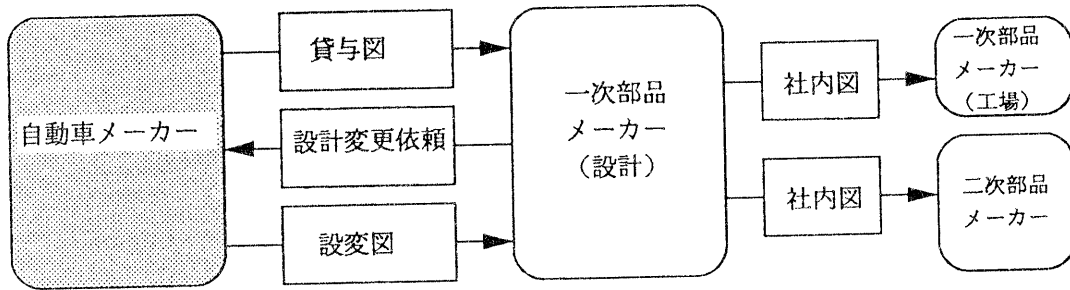 自動車メーカー
貸与図
設計変更依頼
設変図
一次部品
メーカー
（設計）
社内図
社内図
一次部品
メーカー
（工場）
二次部品
メーカー